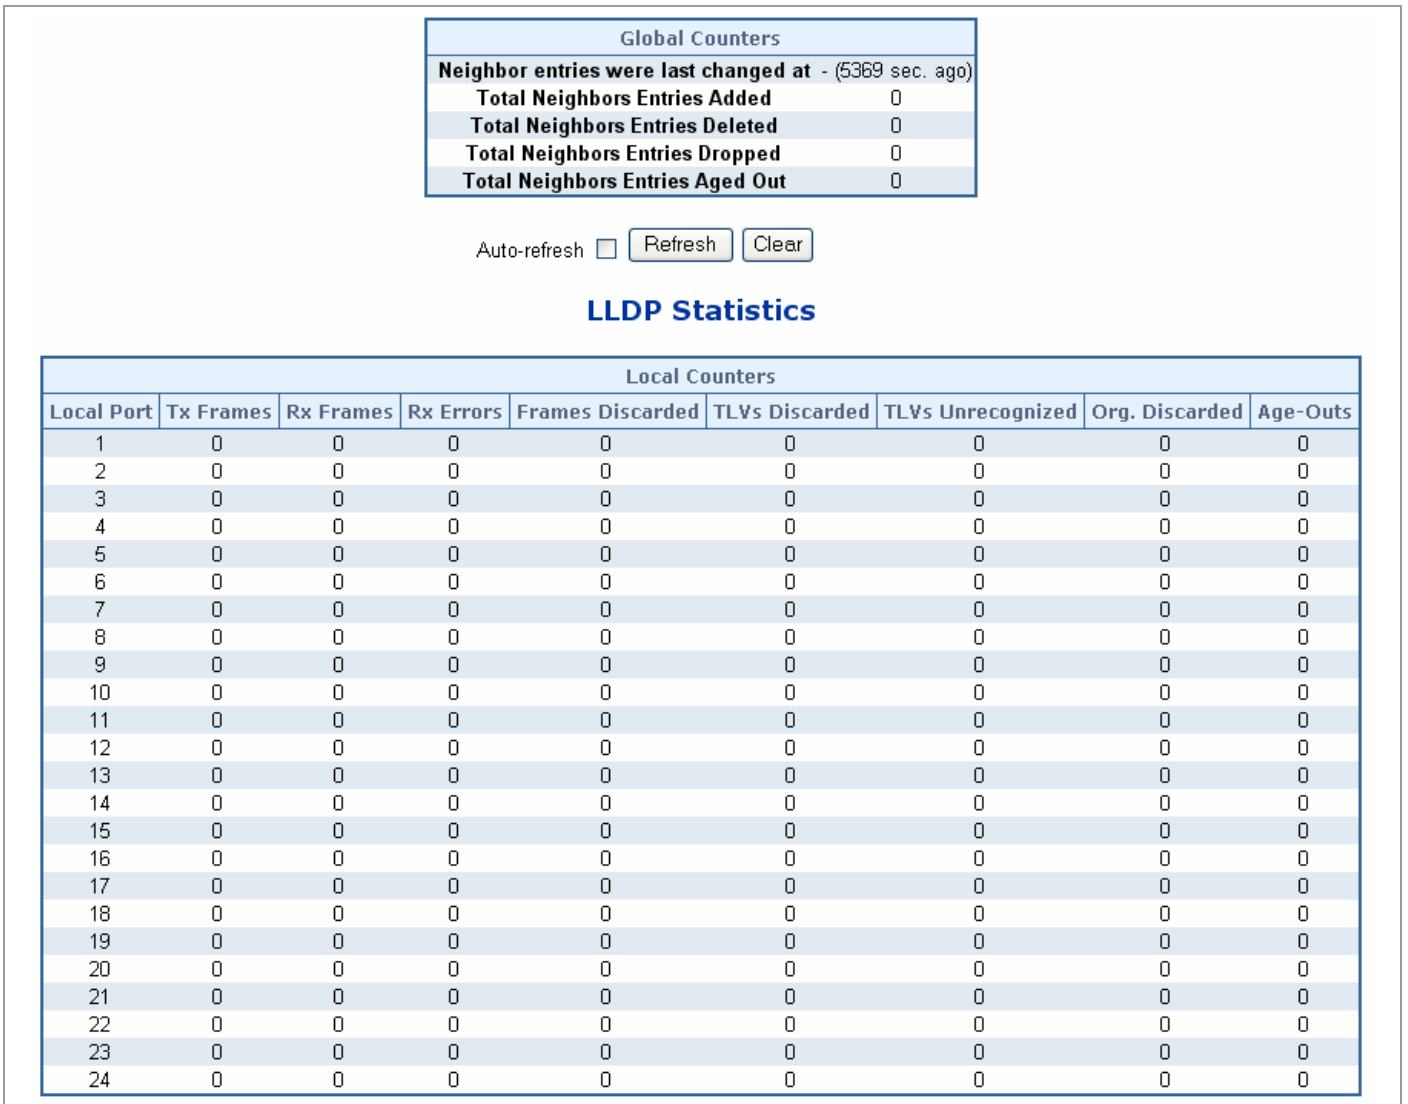 Global Counters
Neighbor entries were last changed at - (5369 sec. ago)
Total Neighbors Entries Added 0
Total Neighbors Entries Deleted 0
Total Neighbors Entries Dropped 0
Total Neighbors Entries Aged Out 0
Auto-refresh Refresh Clear
LLDP Statistics
Local Counters
Local Port Tx Frames Rx Frames Rx Errors Frames Discarded TLVs Discarded TLVs Unrecognized Org. Discarded Age-Outs
1 0 0 0 0 0 0 0 0
2 0 0 0 0 0 0 0 0
3 0 0 0 0 0 0 0 0
4 0 0 0 0 0 0 0 0
5 0 0 0 0 0 0 0 0
6 0 0 0 0 0 0 0 0
7 0 0 0 0 0 0 0 0
8 0 0 0 0 0 0 0 0
9 0 0 0 0 0 0 0 0
10 0 0 0 0 0 0 0 0
11 0 0 0 0 0 0 0 0
12 0 0 0 0 0 0 0 0
13 0 0 0 0 0 0 0 0
14 0 0 0 0 0 0 0 0
15 0 0 0 0 0 0 0 0
16 0 0 0 0 0 0 0 0
17 0 0 0 0 0 0 0 0
18 0 0 0 0 0 0 0 0
19 0 0 0 0 0 0 0 0
20 0 0 0 0 0 0 0 0
21 0 0 0 0 0 0 0 0
22 0 0 0 0 0 0 0 0
23 0 0 0 0 0 0 0 0
24 0 0 0 0 0 0 0 0